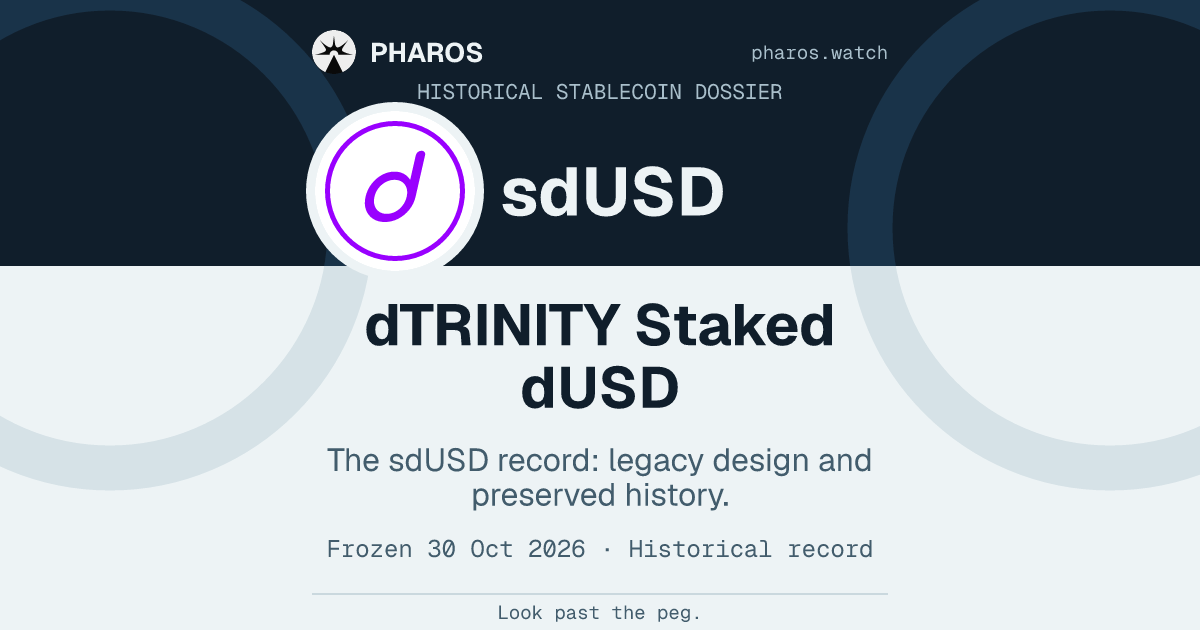 PHAROS
pharos.watch
HISTORICAL STABLECOIN DOSSIER
sdUSD
dTRINITY Staked
dUSD
The sdUSD record: legacy design and
preserved history.
Frozen 30 Oct 2026 · Historical record
Look past the peg.